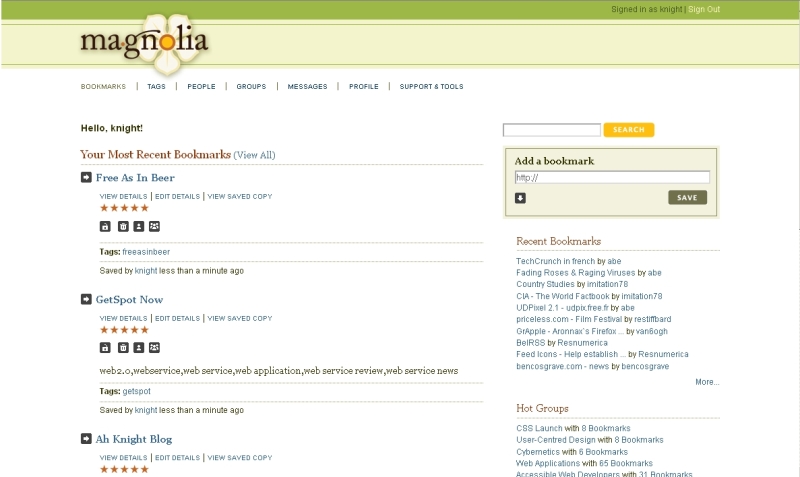 Signed in as knight | Sign Out
ma.gnolia
BOOKMARKS | TAGS | PEOPLE | GROUPS | MESSAGES | PROFILE | SUPPORT & TOOLS
Hello, knight!
SEARCH
Your Most Recent Bookmarks (View All)
Free As In Beer
VIEW DETAILS | EDIT DETAILS | VIEW SAVED COPY
Tags: freeasinbeer
Saved by knight less than a minute ago
GetSpot Now
VIEW DETAILS | EDIT DETAILS | VIEW SAVED COPY
web2.0,webservice,web service,web application,web service review,web service news
Tags: getspot
Saved by knight less than a minute ago
Ah Knight Blog
VIEW DETAILS | EDIT DETAILS | VIEW SAVED COPY
Add a bookmark
http://
SAVE
Recent Bookmarks
TechCrunch in french by abe
Fading Roses & Raging Viruses by abe
Country Studies by imitation78
CIA - The World Factbook by imitation78
UDPixel 2.1 - udpix.free.fr by abe
priceless.com - Film Festival by restiffbard
GrApple - Aronnax's Firefox ... by van6ogh
BelRSS by Resnumerica
Feed Icons - Help establish ... by Resnumerica
bencosgrave.com - news by bencosgrave
More...
Hot Groups
CSS Launch with 8 Bookmarks
User-Centred Design with 8 Bookmarks
Cybernetics with 6 Bookmarks
Web Applications with 65 Bookmarks
Accessible Web Developers with 31 Bookmarks